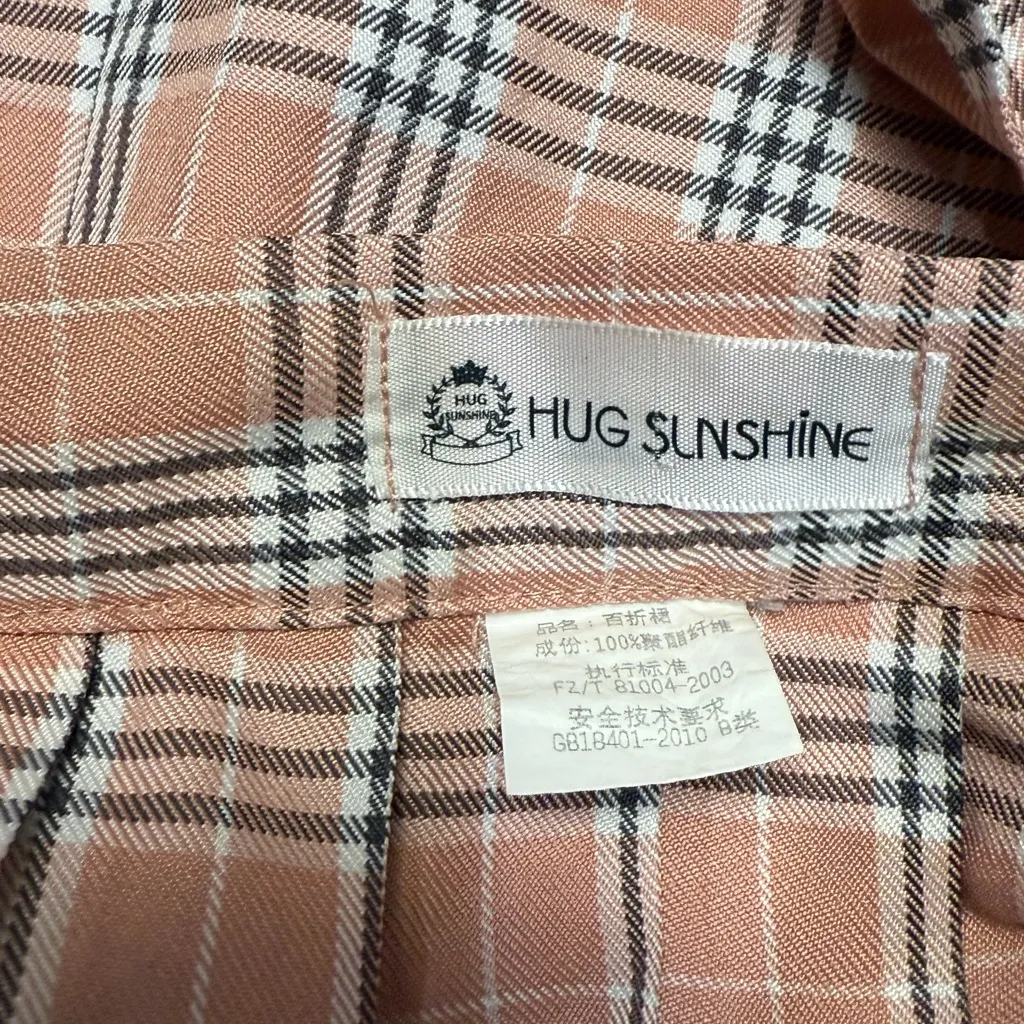 HUG
SUNSHINE
HUG SUNSHiNE
品名：百折裙
成份:100%聚酯纤维
执行标准
FZ/T 81004-2003
安全技术要求
GB18401-2010 B类